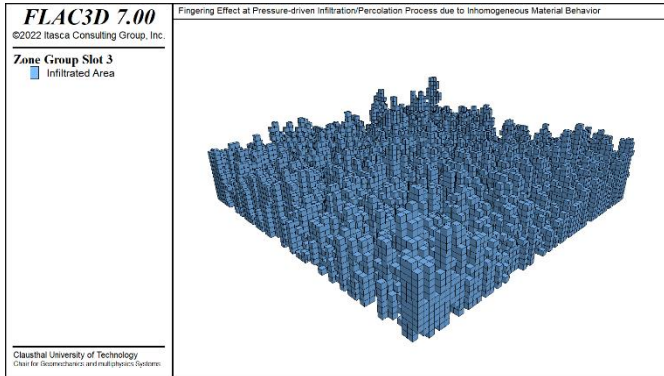 FLAC3D 7.00
©2022 Itasca Consulting Group, Inc.
Zone Group Slot 3
Infiltrated Area
Clausthal University of Technology
Chair for Geomechanics and multiphysics Systems
Fingering Effect at Pressure-driven Infiltration/Percolation Process due to Inhomogeneous Material Behavior